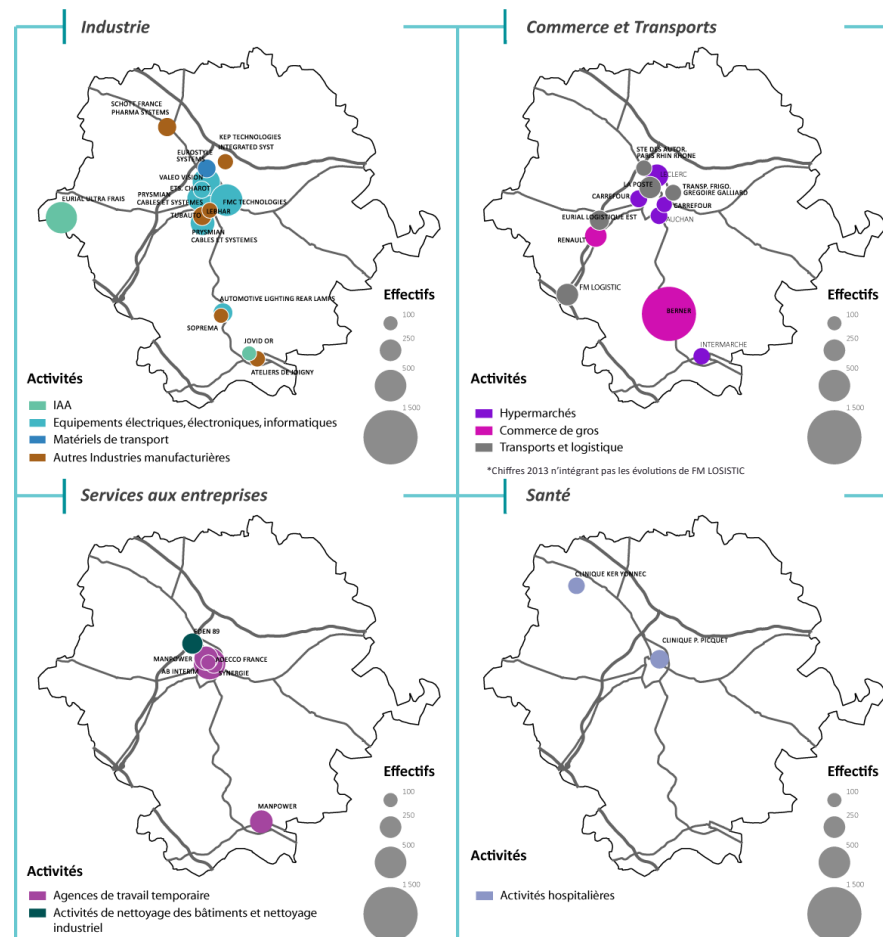 Industrie
SCHOTT FRANCE
PHARMA SYSTEMS
KEP TECHNOLOGIES
INTEGRATED SYST
EUROSTYLE
SYSTEMS
VALEO VISION
ETS. CHAROT
PRYSMIAN
CABLES ET SYSTEMES
FMC TECHNOLOGIES
EURIAL ULTRA FRAIS
LEBHAR
TUBAUTO
PRYSMIAN
CABLES ET SYSTEMES
AUTOMOTIVE LIGHTING REAR LAMPS
SOPREMA
JOVID OR
ATELIERS DE JOIGNY
Effectifs
100
250
500
1 500
Activités
IAA
Equipements électriques, électroniques, informatiques
Matériels de transport
Autres Industries manufacturières
Commerce et Transports
STE DES AUTOR.
PARIS RHIN RHONE
LECLERC
LA POSTE
TRANSP. FRIGO.
GREGOIRE GALLIARD
CARREFOUR
CARREFOUR
EURIAL LOGISTIQUE EST
AUCHAN
RENAULT
FM LOGISTIC
BERNER
INTERMARCHE
Effectifs
100
250
500
1 500
Activités
Hypermarchés
Commerce de gros
Transports et logistique
*Chiffres 2013 n'intégrant pas les évolutions de FM LOSISTIC
Services aux entreprises
EDEN 89
MANPOWER
ADECCO FRANCE
AB INTERIM
SYNERGIE
MANPOWER
Effectifs
100
250
500
1 500
Activités
Agences de travail temporaire
Activités de nettoyage des bâtiments et nettoyage
industriel
Santé
CLINIQUE KER YONNEC
CLINIQUE P. PICQUET
Effectifs
100
250
500
1 500
Activités
Activités hospitalières